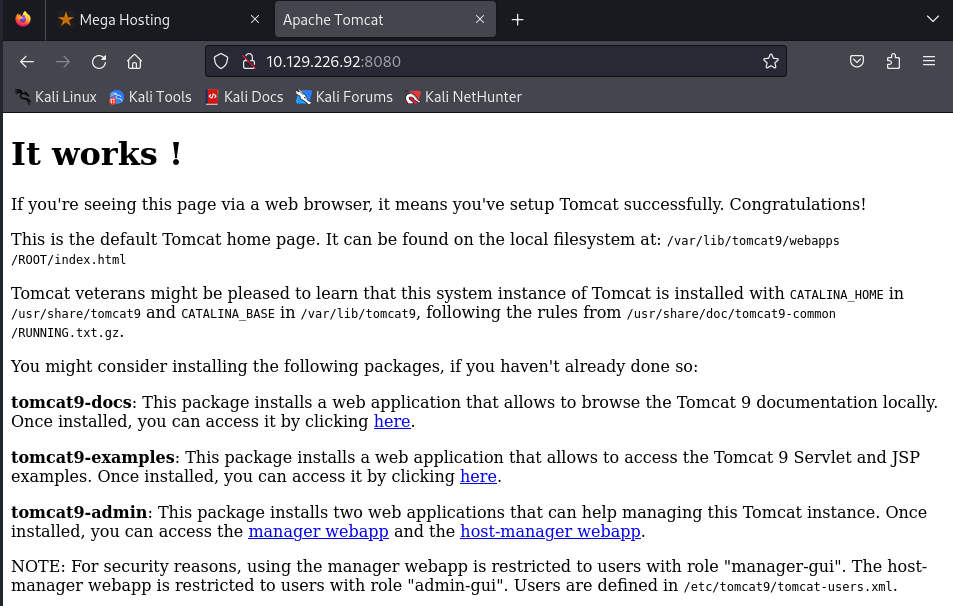 Mega Hosting
Apache Tomcat
10.129.226.92:8080
Kali Linux
Kali Tools
Kali Docs
Kali Forums
Kali NetHunter
It works !
If you're seeing this page via a web browser, it means you've setup Tomcat successfully. Congratulations!
This is the default Tomcat home page. It can be found on the local filesystem at: /var/lib/tomcat9/webapps
/ROOT/index.html
Tomcat veterans might be pleased to learn that this system instance of Tomcat is installed with CATALINA_HOME in
/usr/share/tomcat9 and CATALINA_BASE in /var/lib/tomcat9, following the rules from /usr/share/doc/tomcat9-common
/RUNNING.txt.gz.
You might consider installing the following packages, if you haven't already done so:
tomcat9-docs: This package installs a web application that allows to browse the Tomcat 9 documentation locally.
Once installed, you can access it by clicking here.
tomcat9-examples: This package installs a web application that allows to access the Tomcat 9 Servlet and JSP
examples. Once installed, you can access it by clicking here.
tomcat9-admin: This package installs two web applications that can help managing this Tomcat instance. Once
installed, you can access the manager webapp and the host-manager webapp.
NOTE: For security reasons, using the manager webapp is restricted to users with role "manager-gui". The host-
manager webapp is restricted to users with role "admin-gui". Users are defined in /etc/tomcat9/tomcat-users.xml.